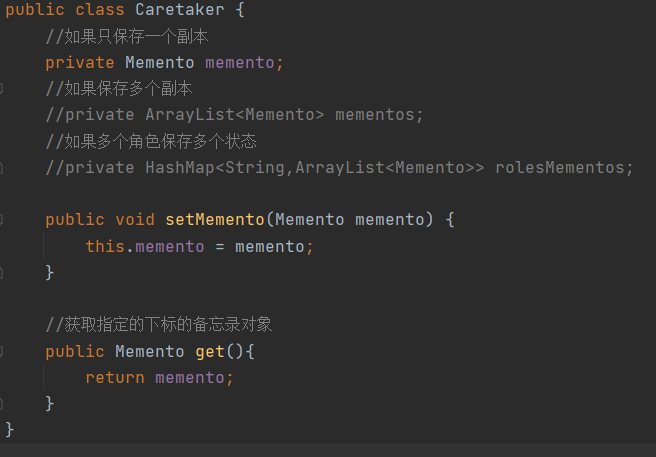 public class Caretaker {
    //如果只保存一个副本
    private Memento memento;
    //如果保存多个副本
    //private ArrayList<Memento> mementos;
    //如果多个角色保存多个状态
    //private HashMap<String,ArrayList<Memento>> rolesMementos;

    public void setMemento(Memento memento) {
        this.memento = memento;
    }

    //获取指定的下标的备忘录对象
    public Memento get(){
        return memento;
    }
}